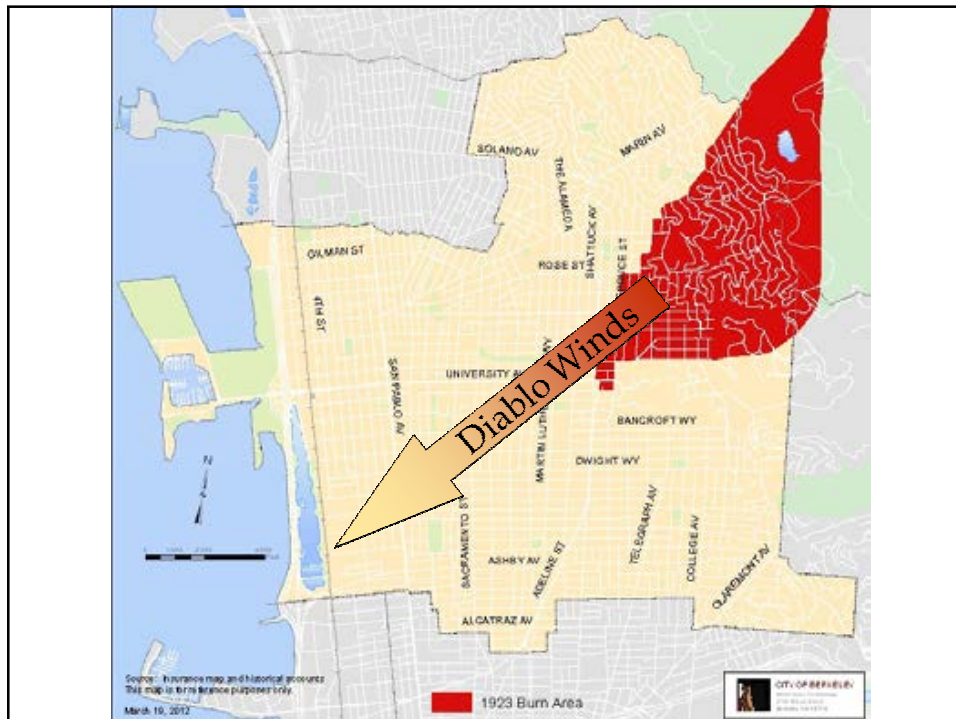 SOLANO AV
MARIN AV
THE ALAMEDA
SHATTUCK AV
GILMAN ST
ROSE ST
4TH ST
Diablo Winds
SAN PABLO AV
UNIVERSITY
BANCROFT WY
DWIGHT WY
N
SACRAMENTO ST
TELEGRAPH AV
COLLEGE AV
ASHBY AV
ADELINE ST
CLAREMONT AV
ALCATRAZ AV
Source: Insurance map and historical accounts
This map is for reference purposes only.
March 19, 2012
1923 Burn Area
CITY OF BERKELEY